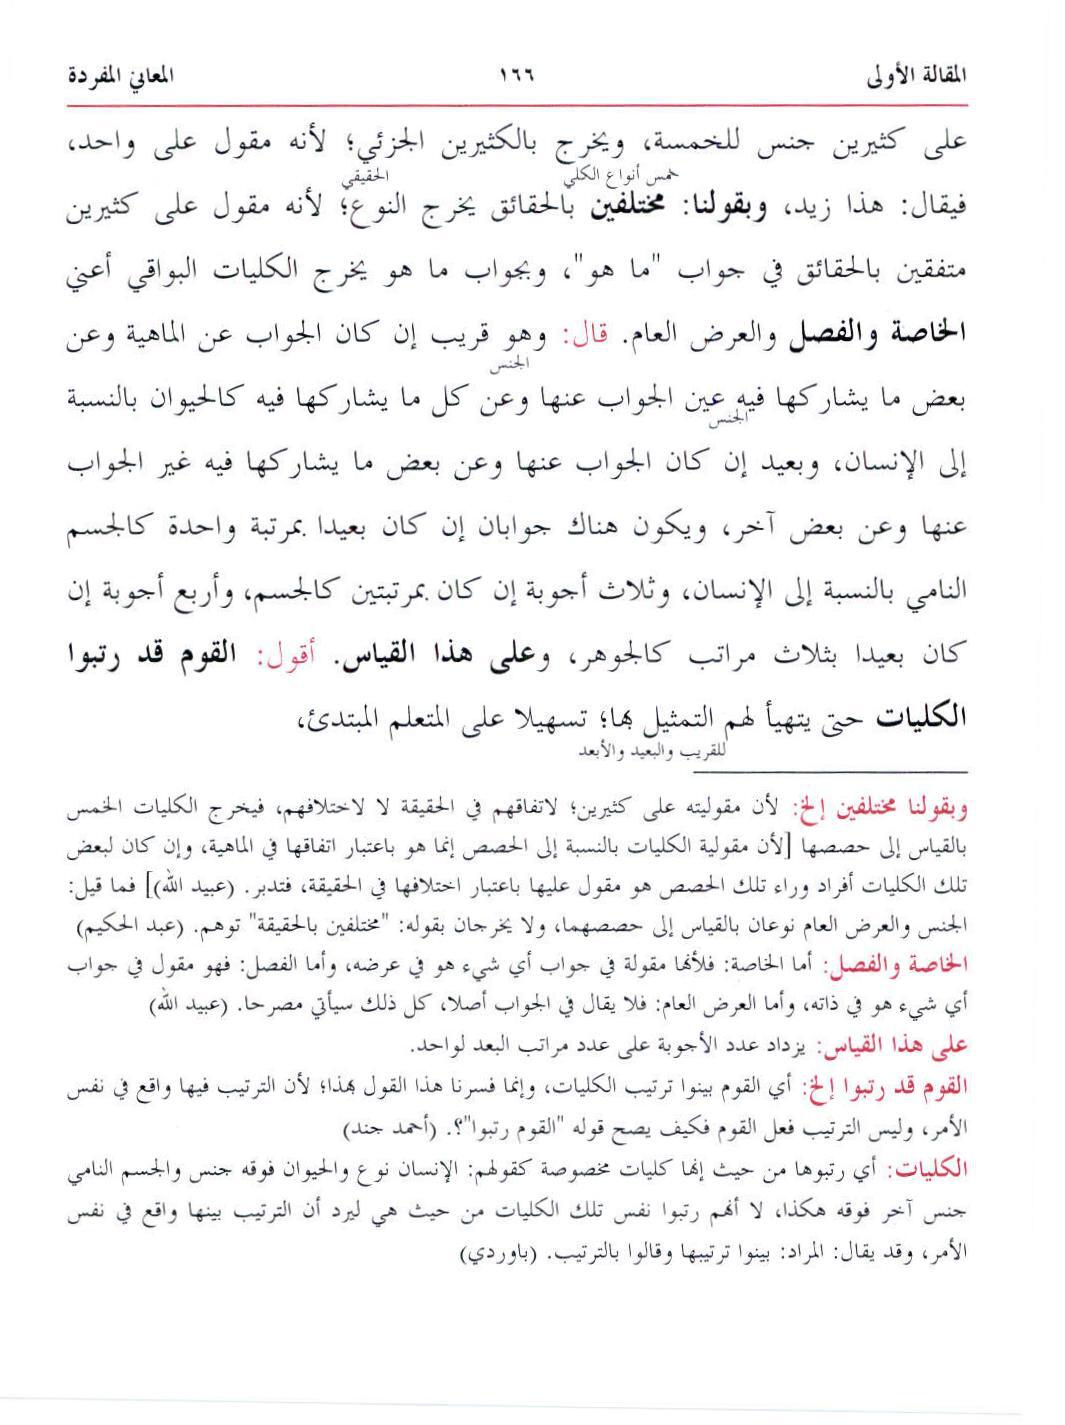 المقالة الأولى ١٦٦ المعاني المفردة
على كثيرين جنس للخمسة، ويخرج بالكثيرين الجزئي؛ لأنه مقول على واحد،
خمس أنواع الكلي الحقيقي
فيقال: هذا زيد، وبقولنا: مختلفين بالحقائق يخرج النوع؛ لأنه مقول على كثيرين
متفقين بالحقائق في جواب "ما هو"، وبجواب ما هو يخرج الكليات البواقي أعني
الخاصة والفصل والعرض العام. قال: وهو قريب إن كان الجواب عن الماهية وعن
الجنس
بعض ما يشاركها فيه عين الجواب عنها وعن كل ما يشاركها فيه كالحيوان بالنسبة
الجنس
إلى الإنسان، وبعيد إن كان الجواب عنها وعن بعض ما يشاركها فيه غير الجواب
عنها وعن بعض آخر، ويكون هناك جوابان إن كان بعيدا بمرتبة واحدة كالجسم
النامي بالنسبة إلى الإنسان، وثلاث أجوبة إن كان بمرتبتين كالجسم، وأربع أجوبة إن
كان بعيدا بثلاث مراتب كالجوهر، وعلى هذا القياس. أقول: القوم قد رتبوا
الكليات حتى يتهيأ لهم التمثيل بها؛ تسهيلا على المتعلم المبتدئ،
للقريب والبعيد والأبعد
وبقولنا مختلفين إلخ: لأن مقوليته على كثيرين؛ لاتفاقهم في الحقيقة لا لاختلافهم، فيخرج الكليات الخمس
بالقياس إلى حصصها [لأن مقولية الكليات بالنسبة إلى الحصص إنما هو باعتبار اتفاقها في الماهية، وإن كان لبعض
تلك الكليات أفراد وراء تلك الحصص هو مقول عليها باعتبار اختلافها في الحقيقة، فتدبر. (عبيد الله)] فما قيل:
الجنس والعرض العام نوعان بالقياس إلى حصصهما، ولا يخرجان بقوله: "مختلفين بالحقيقة" توهم. (عبد الحكيم)
الخاصة والفصل: أما الخاصة: فلأنها مقولة في جواب أي شيء هو في عرضه، وأما الفصل: فهو مقول في جواب
أي شيء هو في ذاته، وأما العرض العام: فلا يقال في الجواب أصلا، كل ذلك سيأتي مصرحا. (عبيد الله)
على هذا القياس: يزداد عدد الأجوبة على عدد مراتب البعد لواحد.
القوم قد رتبوا إلخ: أي القوم بينوا ترتيب الكليات، وإنما فسرنا هذا القول بهذا؛ لأن الترتيب فيها واقع في نفس
الأمر، وليس الترتيب فعل القوم فكيف يصح قوله "القوم رتبوا"؟. (أحمد جند)
الكليات: أي رتبوها من حيث إنها كليات مخصوصة كقولهم: الإنسان نوع والحيوان فوقه جنس والجسم النامي
جنس آخر فوقه هكذا، لا أنهم رتبوا نفس تلك الكليات من حيث هي ليرد أن الترتيب بينها واقع في نفس
الأمر، وقد يقال: المراد: بينوا ترتيبها وقالوا بالترتيب. (باوردي)